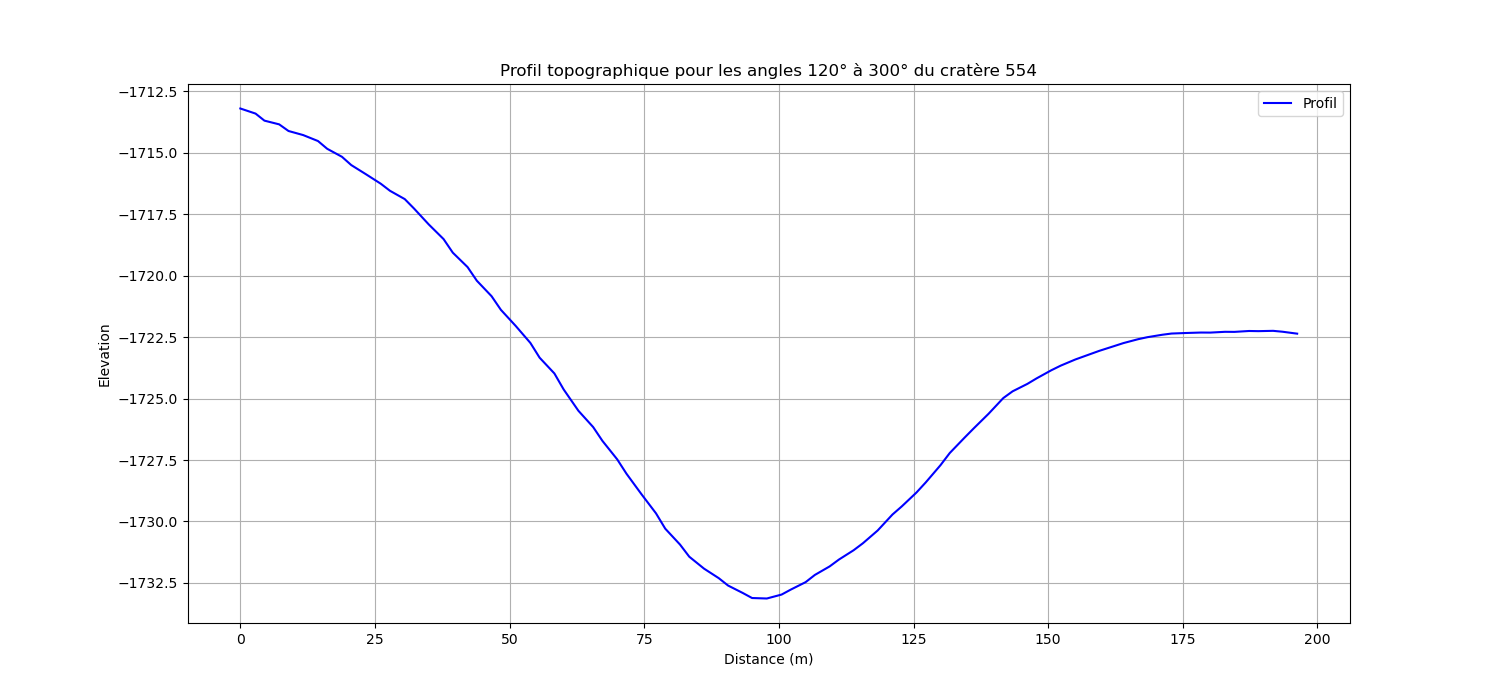 Profil topographique pour les angles 120° à 300° du cratère 554
Profil
Elevation
−1712.5
−1715.0
−1717.5
−1720.0
−1722.5
−1725.0
−1727.5
−1730.0
−1732.5
0 25 50 75 100 125 150 175 200
Distance (m)